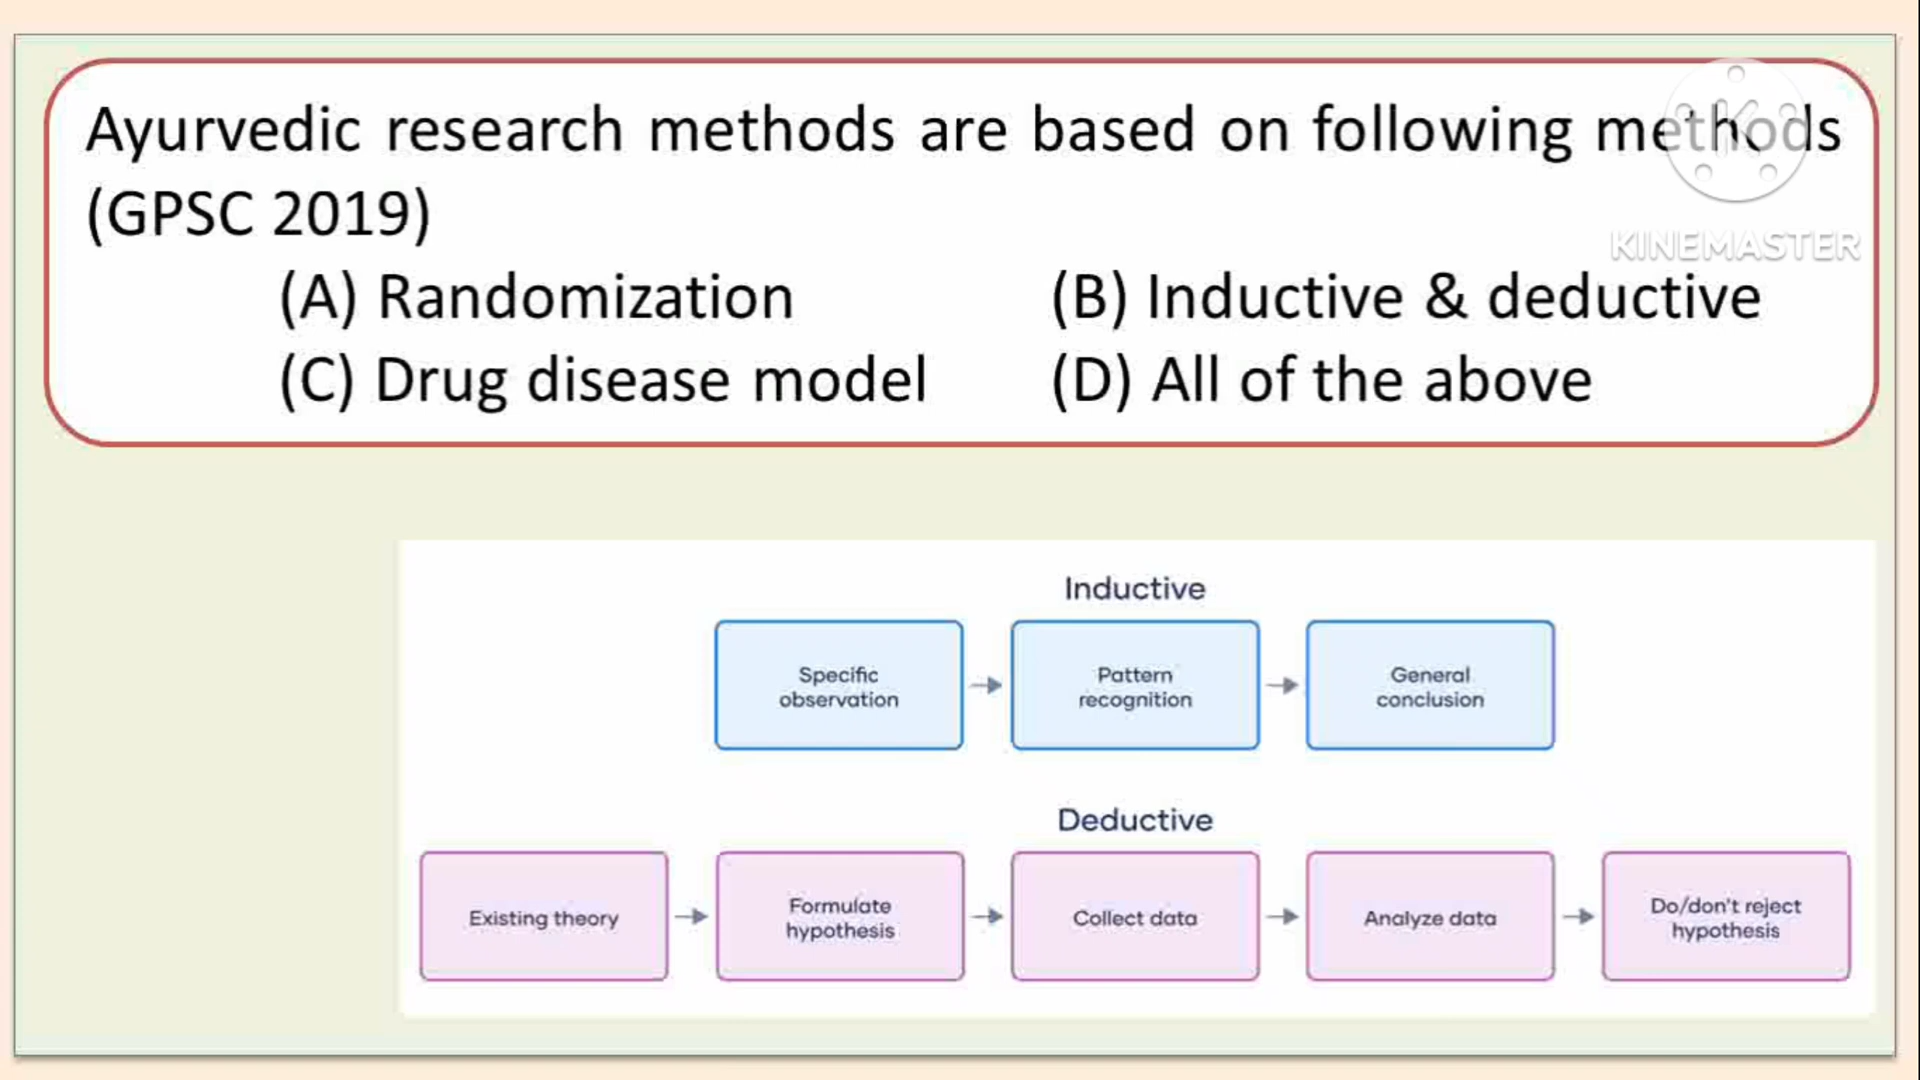 Ayurvedic research methods are based on following methods
(GPSC 2019)
KINEMASTER
(A) Randomization (B) Inductive & deductive
(C) Drug disease model (D) All of the above
Inductive
Specific observation Pattern recognition General conclusion
Deductive
Existing theory Formulate hypothesis Collect data Analyze data Do/don't reject hypothesis